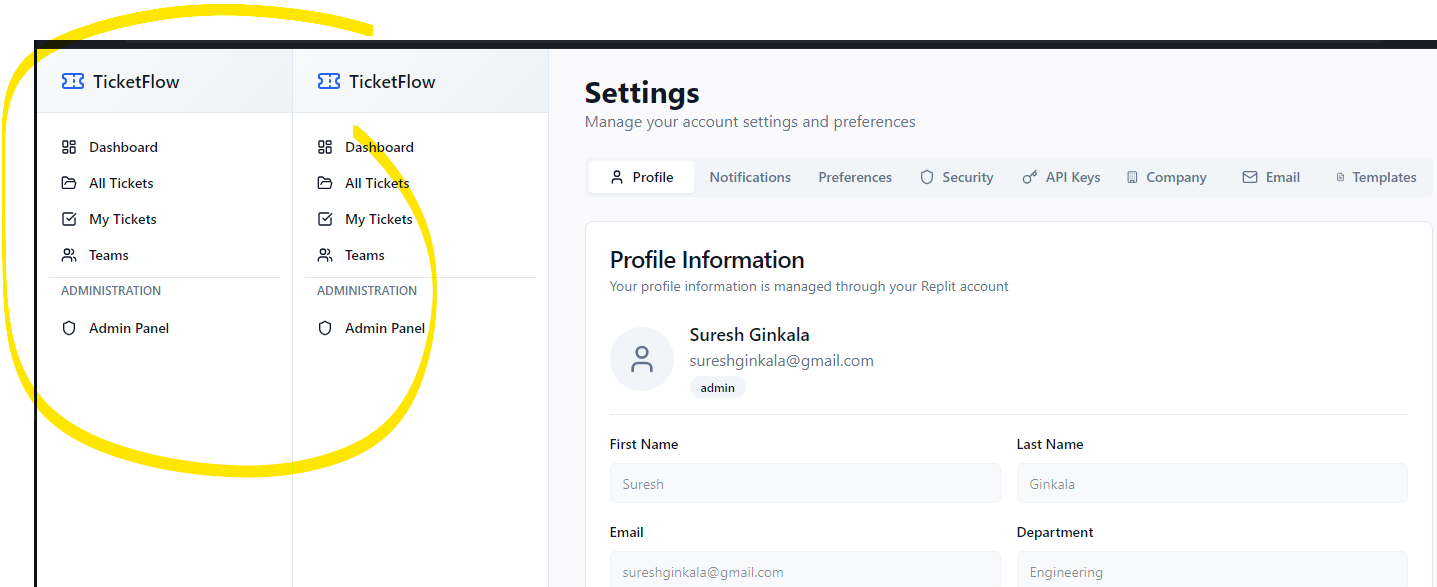 TicketFlow
Dashboard
All Tickets
My Tickets
Teams
ADMINISTRATION
Admin Panel
TicketFlow
Dashboard
All Tickets
My Tickets
Teams
ADMINISTRATION
Admin Panel
Settings
Manage your account settings and preferences
Profile Notifications Preferences Security API Keys Company Email Templates
Profile Information
Your profile information is managed through your Replit account
Suresh Ginkala
sureshginkala@gmail.com
admin
First Name Last Name
Suresh Ginkala
Email Department
sureshginkala@gmail.com Engineering